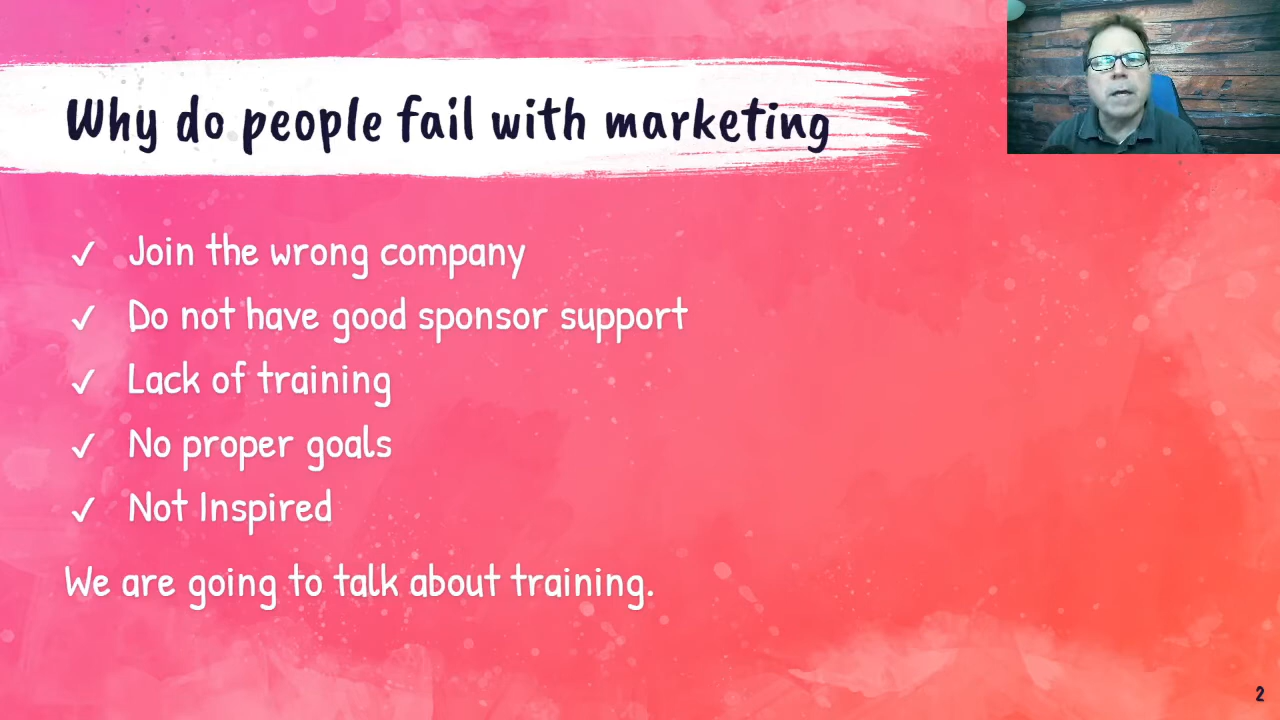 Why do people fail with marketing
✓ Join the wrong company
✓ Do not have good sponsor support
✓ Lack of training
✓ No proper goals
✓ Not Inspired
We are going to talk about training.
2